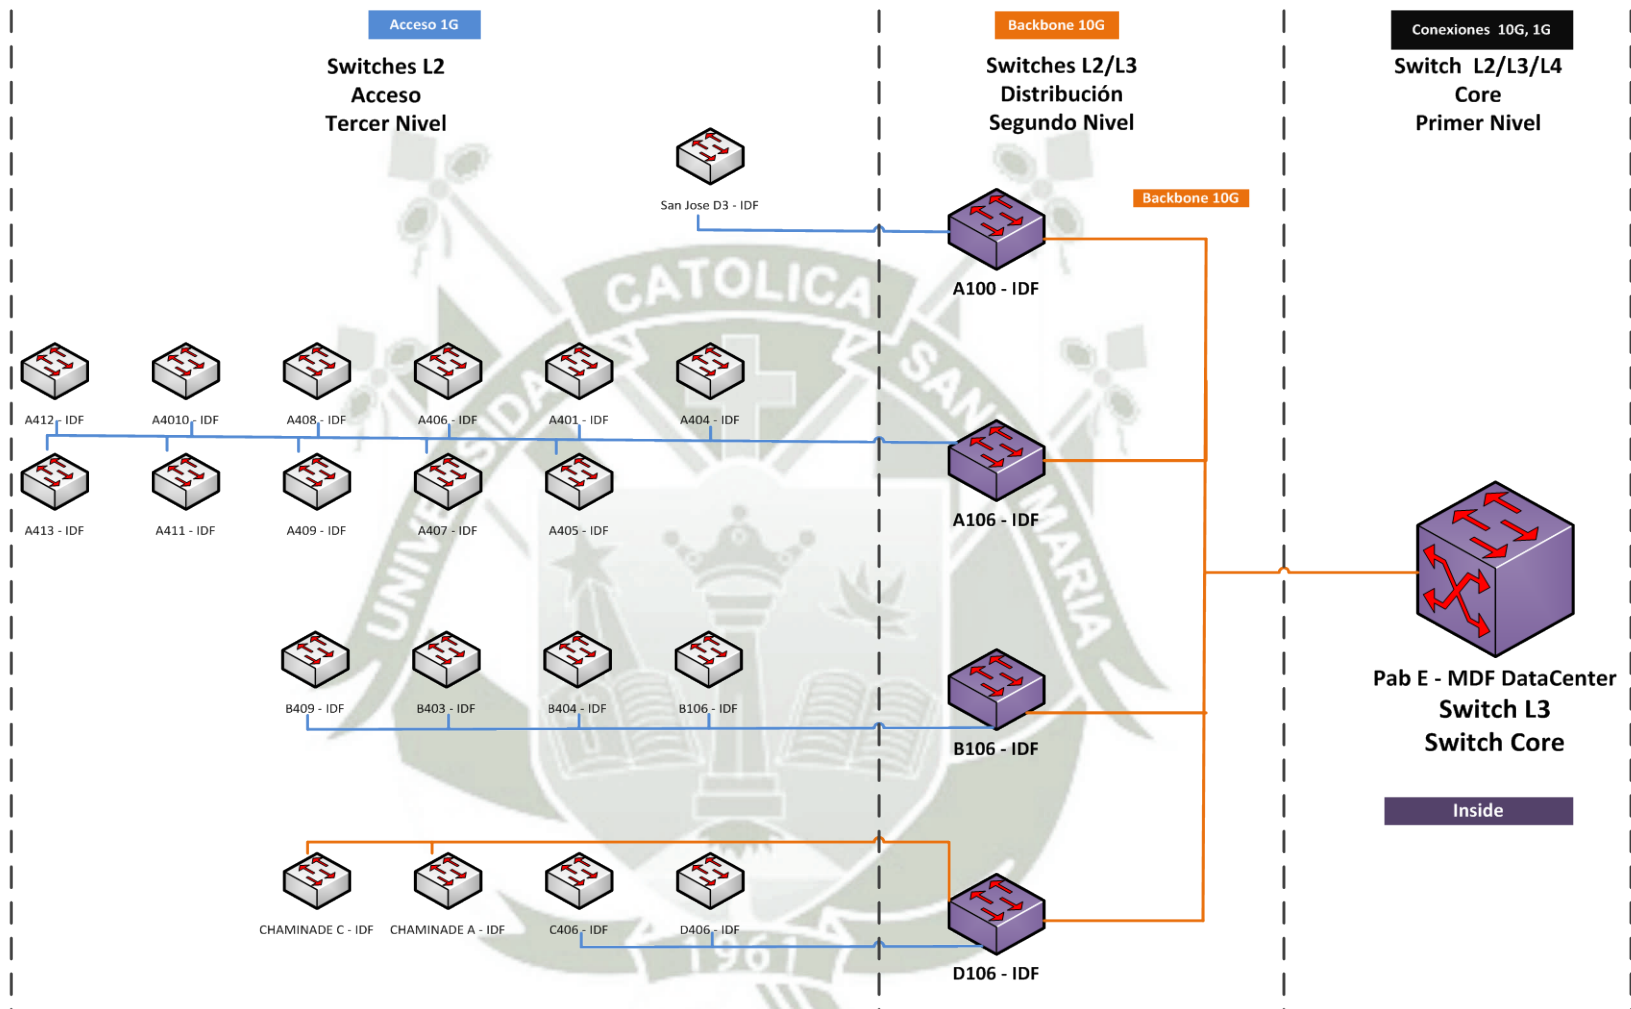 Acceso 1G
Switches L2
Acceso
Tercer Nivel
Backbone 10G
Switches L2/L3
Distribución
Segundo Nivel
Conexiones 10G, 1G
Switch L2/L3/L4
Core
Primer Nivel
San Jose D3 - IDF
Backbone 10G
A100 - IDF
A412 - IDF
A4010 - IDF
A408 - IDF
A406 - IDF
A401 - IDF
A404 - IDF
A413 - IDF
A411 - IDF
A409 - IDF
A407 - IDF
A405 - IDF
A106 - IDF
B409 - IDF
B403 - IDF
B404 - IDF
B106 - IDF
B106 - IDF
CHAMINADE C - IDF
CHAMINADE A - IDF
C406 - IDF
D406 - IDF
D106 - IDF
Pab E - MDF DataCenter
Switch L3
Switch Core
Inside
UNIVERSIDAD CATOLICA SANTA MARIA
1961